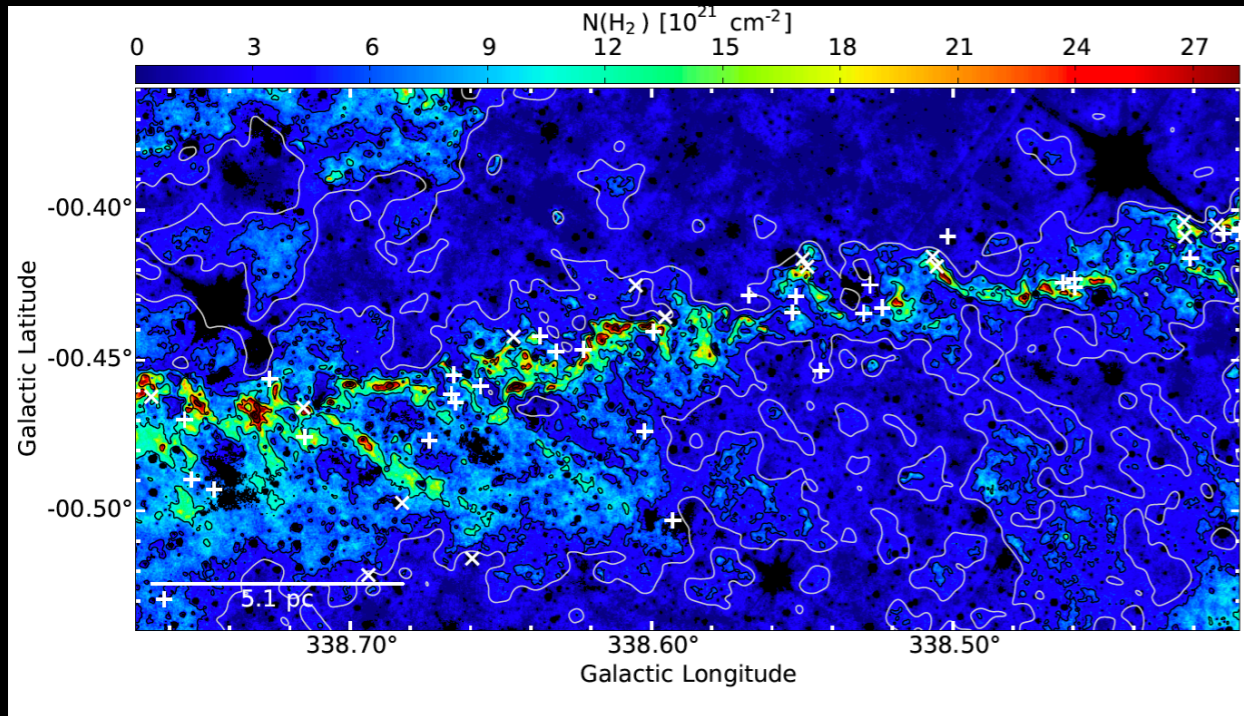 N(H₂) [10²¹ cm⁻²]
0 3 6 9 12 15 18 21 24 27
-00.40°
-00.45°
-00.50°
Galactic Latitude
5.1 pc
338.70° 338.60° 338.50°
Galactic Longitude